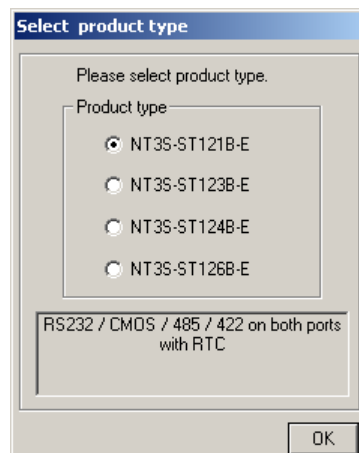 Select product type
Please select product type.
Product type
NT3S-ST121B-E
NT3S-ST123B-E
NT3S-ST124B-E
NT3S-ST126B-E
RS232 / CMOS / 485 / 422 on both ports
with RTC
OK